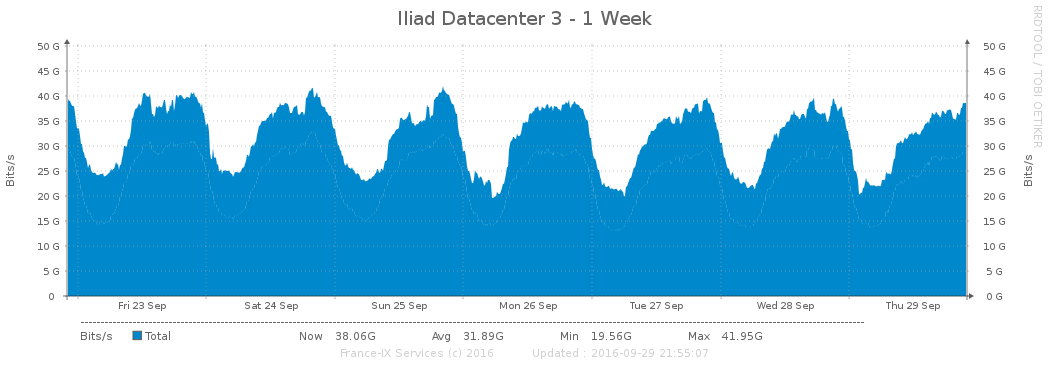 Iliad Datacenter 3 - 1 Week
RRDTOOL / TOBI OETIKER
50 G 50 G
45 G 45 G
40 G 40 G
35 G 35 G
30 G 30 G
25 G 25 G
20 G 20 G
15 G 15 G
10 G 10 G
5 G 5 G
0 0 G
Bits/s
Bits/s
Fri 23 Sep Sat 24 Sep Sun 25 Sep Mon 26 Sep Tue 27 Sep Wed 28 Sep Thu 29 Sep
Bits/s Total Now 38.06G Avg 31.89G Min 19.56G Max 41.95G
France-IX Services (c) 2016 Updated : 2016-09-29 21:55:07